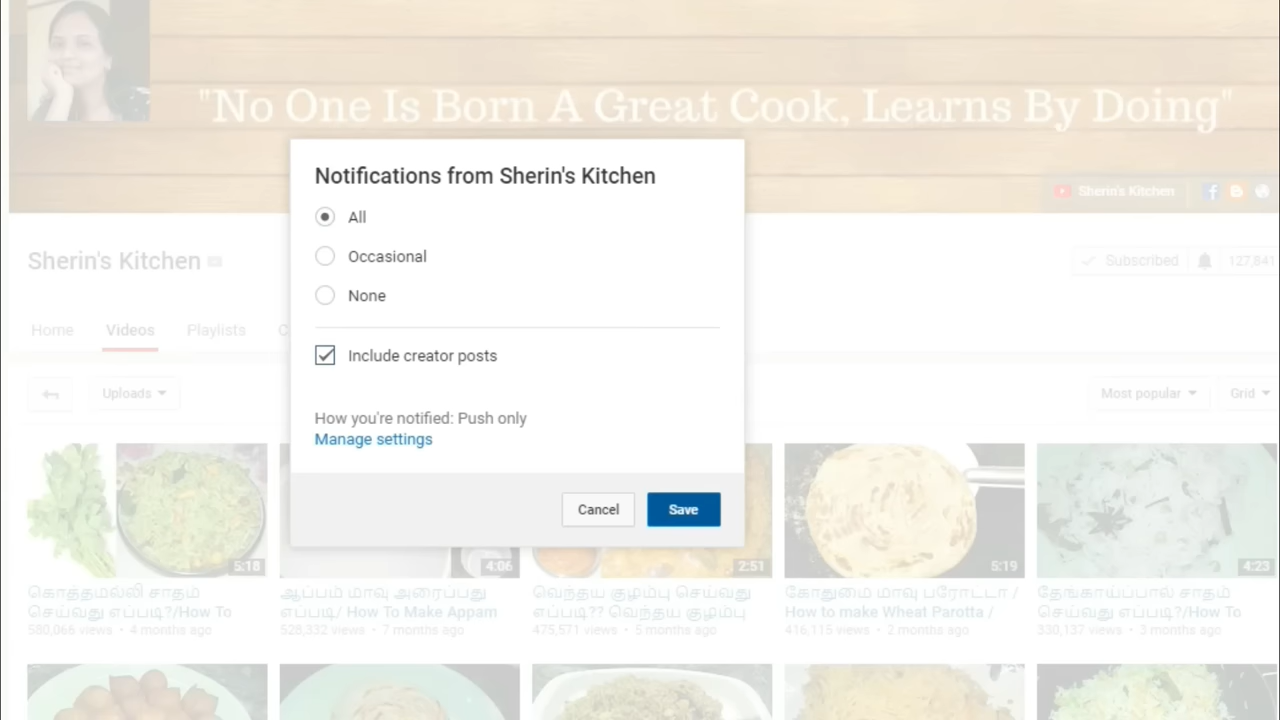 "No One Is Born A Great Cook, Learns By Doing"
Sherin's Kitchen
Notifications from Sherin's Kitchen
All
Occasional
None
Include creator posts
How you're notified: Push only
Manage settings
Cancel
Save
Sherin's Kitchen
Subscribed 127,841
Home Videos Playlists
Uploads
Most popular Grid
5:18
4:06
2:51
5:19
4:23
கொத்தமல்லி சாதம்
செய்வது எப்படி?/How To
580,066 views • 4 months ago
ஆப்பம் மாவு அரைப்பது
எப்படி/ How To Make Appam
528,332 views • 7 months ago
வெந்தய குழம்பு செய்வது
எப்படி?? வெந்தய குழம்பு
475,571 views • 5 months ago
கோதுமை மாவு பரோட்டா /
How to make Wheat Parotta /
416,115 views • 2 months ago
தேங்காய்ப்பால் சாதம்
செய்வது எப்படி?/How To
330,137 views • 3 months ago